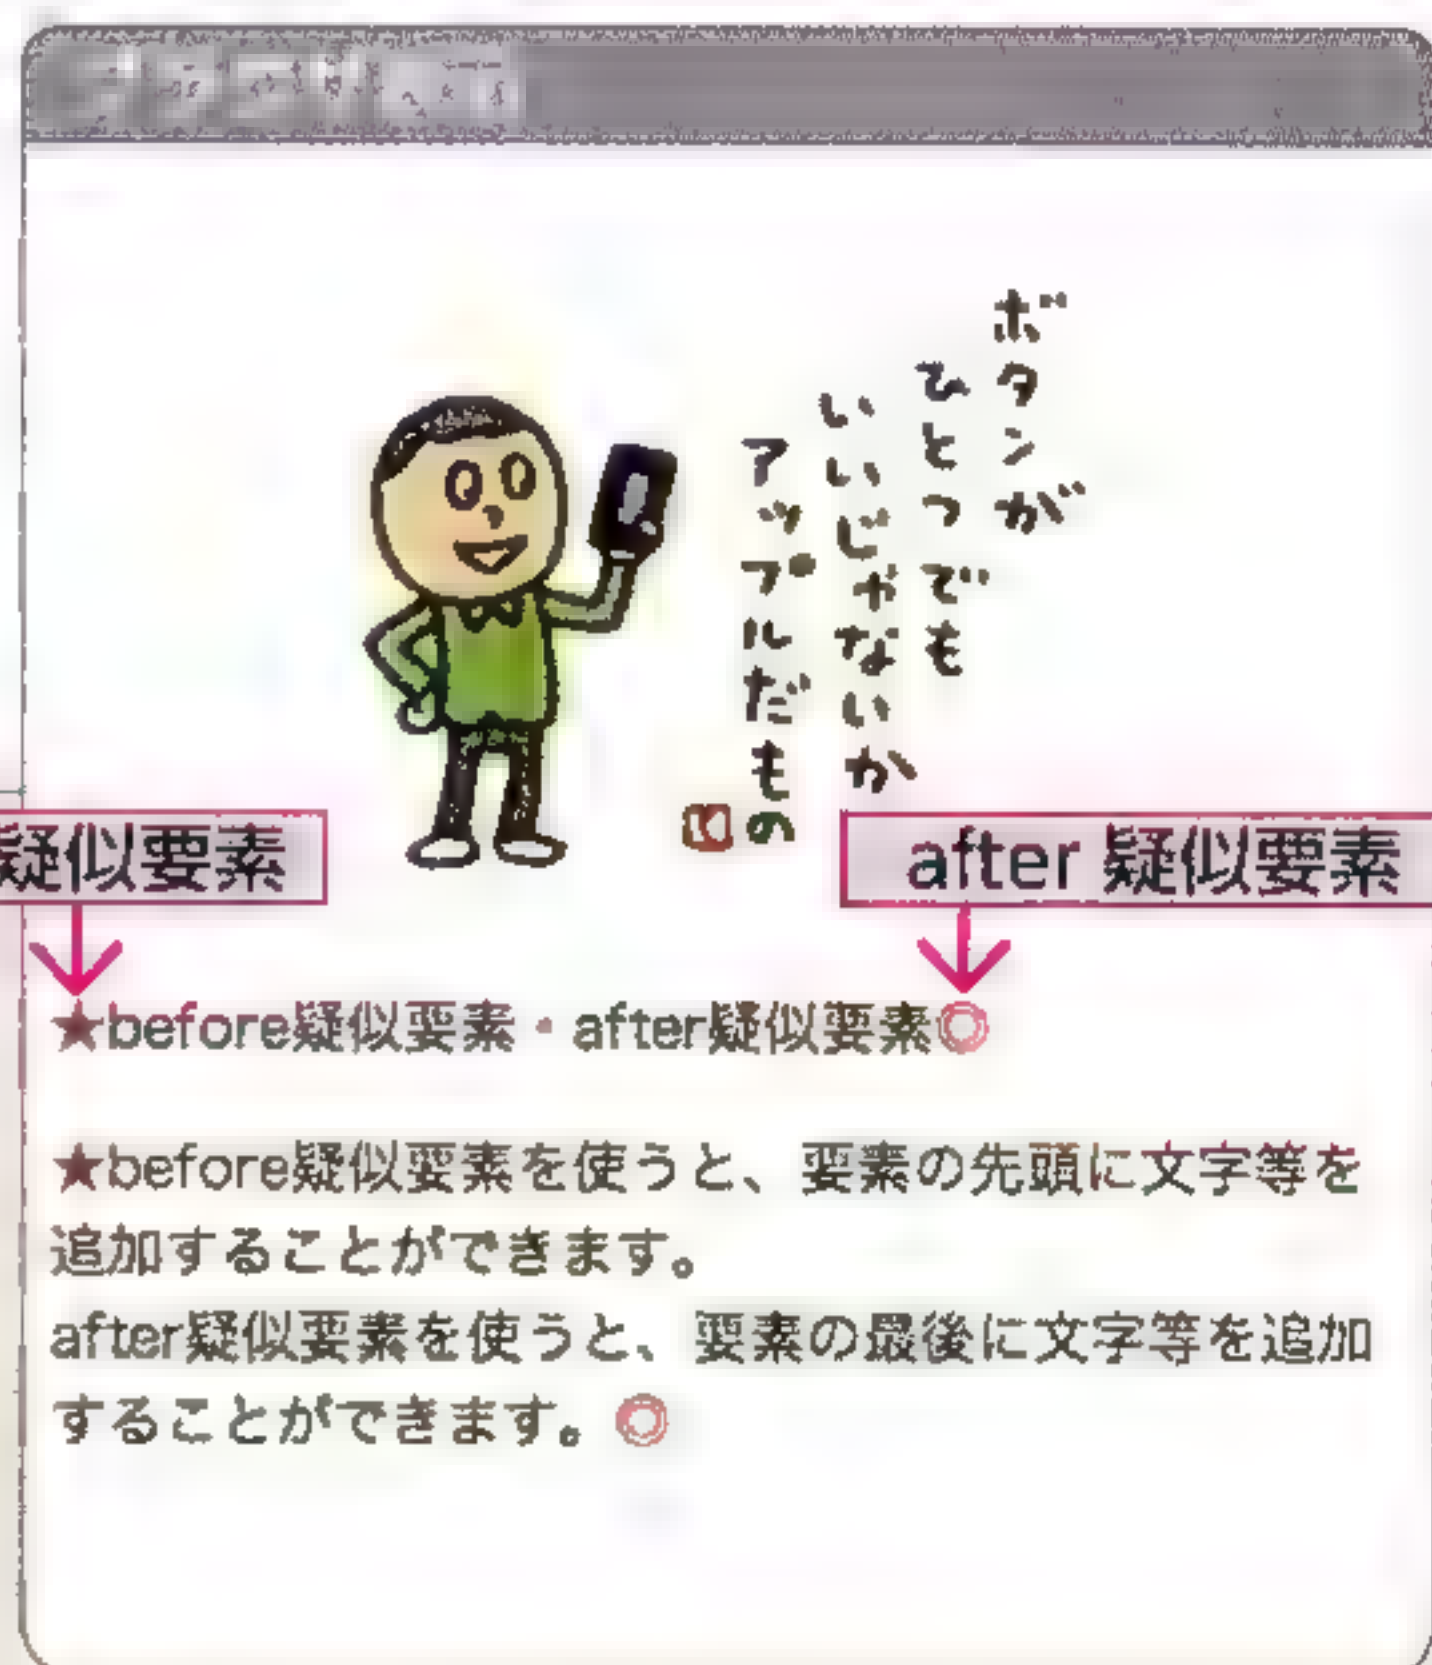 ボタンが
ひとつでも
いいじゃないか
アップルだもの
疑似要素
after 疑似要素
★before疑似要素・after疑似要素◎
★before疑似要素を使うと、要素の先頭に文字等を
追加することができます。
after疑似要素を使うと、要素の最後に文字等を追加
することができます。◎